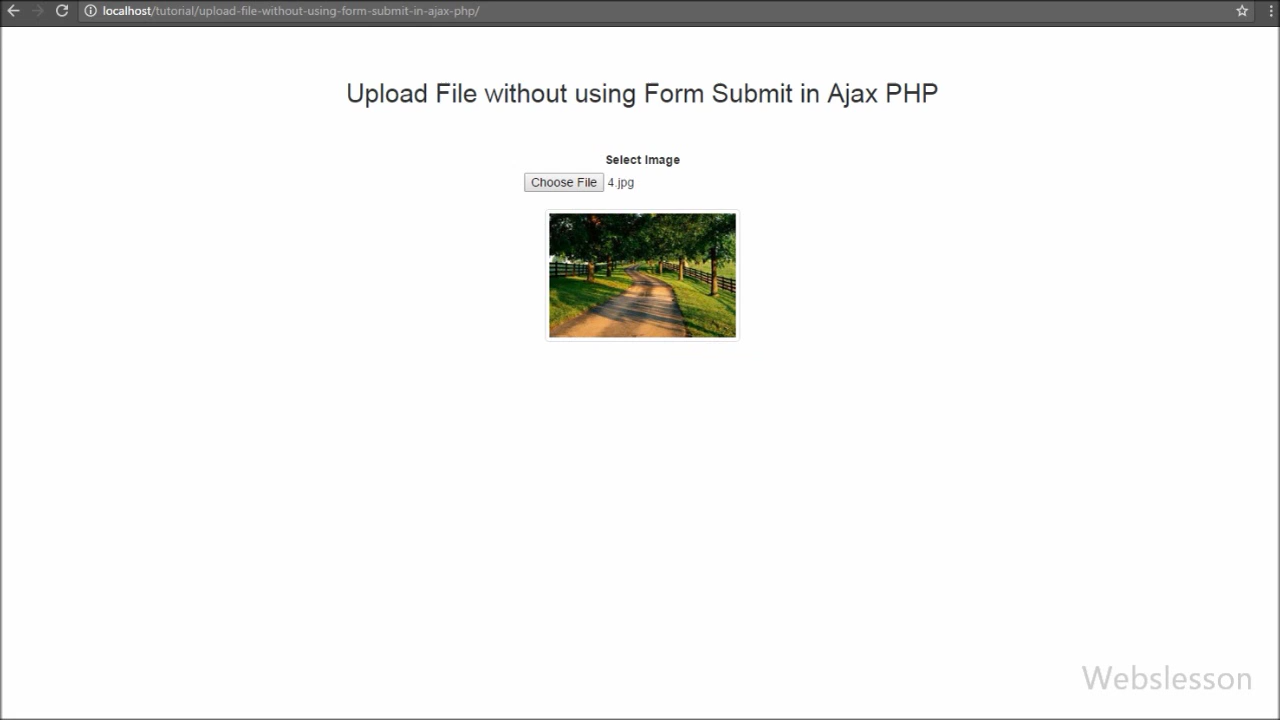 localhost/tutorial/upload-file-without-using-form-submit-in-ajax-php/
Upload File without using Form Submit in Ajax PHP
Select Image
Choose File 4.jpg
Webslesson